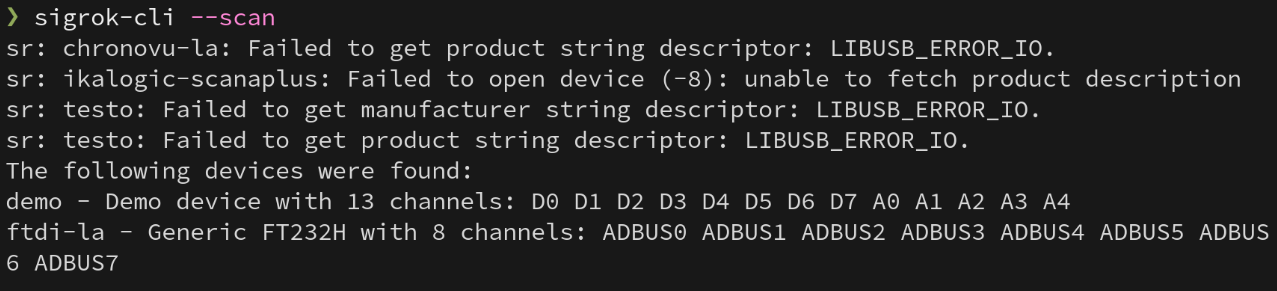 ❯ sigrok-cli --scan
sr: chronovu-la: Failed to get product string descriptor: LIBUSB_ERROR_IO.
sr: ikalogic-scanaplus: Failed to open device (-8): unable to fetch product description
sr: testo: Failed to get manufacturer string descriptor: LIBUSB_ERROR_IO.
sr: testo: Failed to get product string descriptor: LIBUSB_ERROR_IO.
The following devices were found:
demo - Demo device with 13 channels: D0 D1 D2 D3 D4 D5 D6 D7 A0 A1 A2 A3 A4
ftdi-la - Generic FT232H with 8 channels: ADBUS0 ADBUS1 ADBUS2 ADBUS3 ADBUS4 ADBUS5 ADBUS
6 ADBUS7